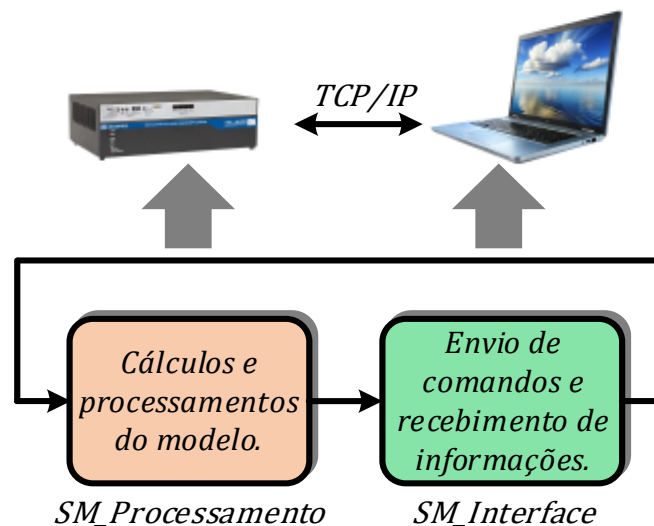 TCP/IP
Cálculos e
processamentos
do modelo.
Envio de
comandos e
recebimento de
informações.
SM_Processamento
SM_Interface